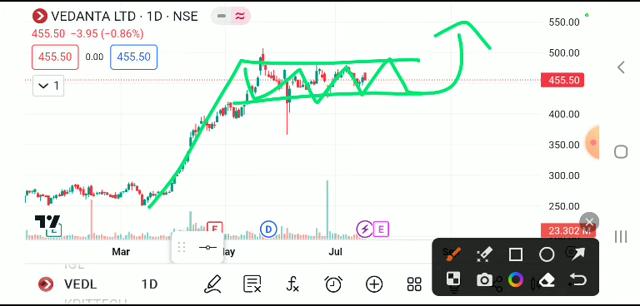 VEDANTA LTD · 1D · NSE
455.50 −3.95 (−0.86%)
455.50 0.00 455.50
1
550.00
500.00
455.50
400.00
350.00
300.00
250.00
200.00
23.302 M
E D E
Mar Jul
VEDL 1D